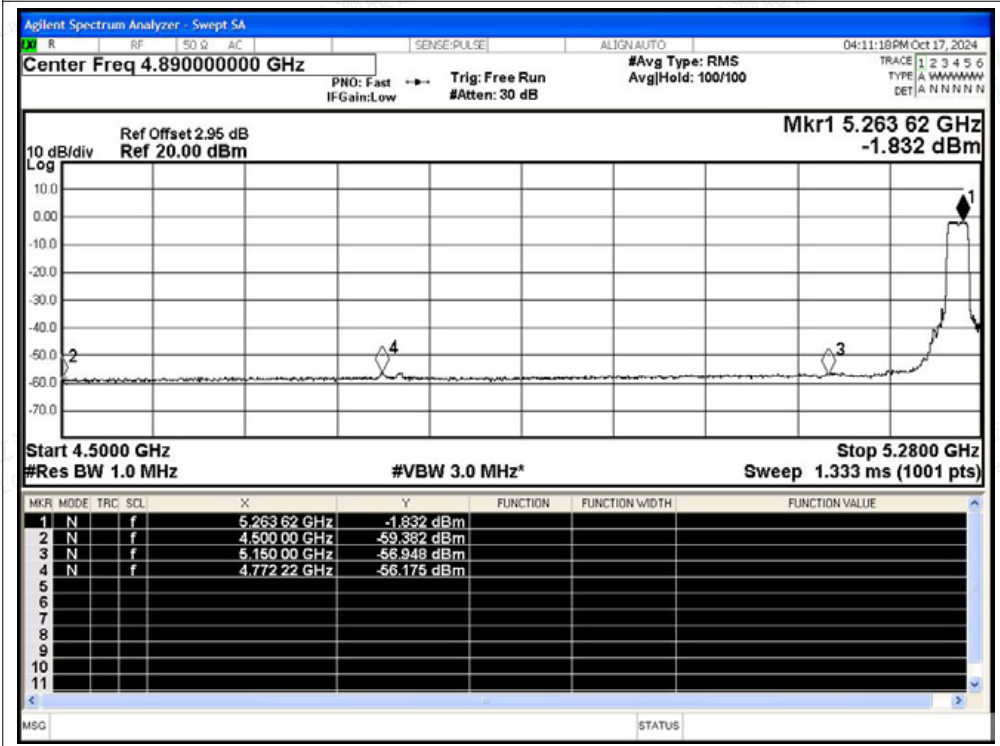 Agilent Spectrum Analyzer - Swept SA
LXI R RF 50 Ω AC SENSE:PULSE ALIGN AUTO 04:11:18 PM Oct 17, 2024
Center Freq 4.890000000 GHz #Avg Type: RMS TRACE 1 2 3 4 5 6
PNO: Fast Trig: Free Run Avg|Hold: 100/100 TYPE A WWWWW
IFGain:Low #Atten: 30 dB DET A N N N N N
Mkr1 5.263 62 GHz
Ref Offset 2.95 dB
10 dB/div Ref 20.00 dBm -1.832 dBm
Log
10.0
1
0.00
-10.0
-20.0
-30.0
-40.0
4 3
-50.0 2
-60.0
-70.0
Start 4.5000 GHz Stop 5.2800 GHz
#Res BW 1.0 MHz #VBW 3.0 MHz* Sweep 1.333 ms (1001 pts)
MKR MODE TRC SCL X Y FUNCTION FUNCTION WIDTH FUNCTION VALUE
1 N f 5.263 62 GHz -1.832 dBm
2 N f 4.500 00 GHz -59.382 dBm
3 N f 5.150 00 GHz -56.948 dBm
4 N f 4.772 22 GHz -56.175 dBm
5
6
7
8
9
10
11
MSG STATUS